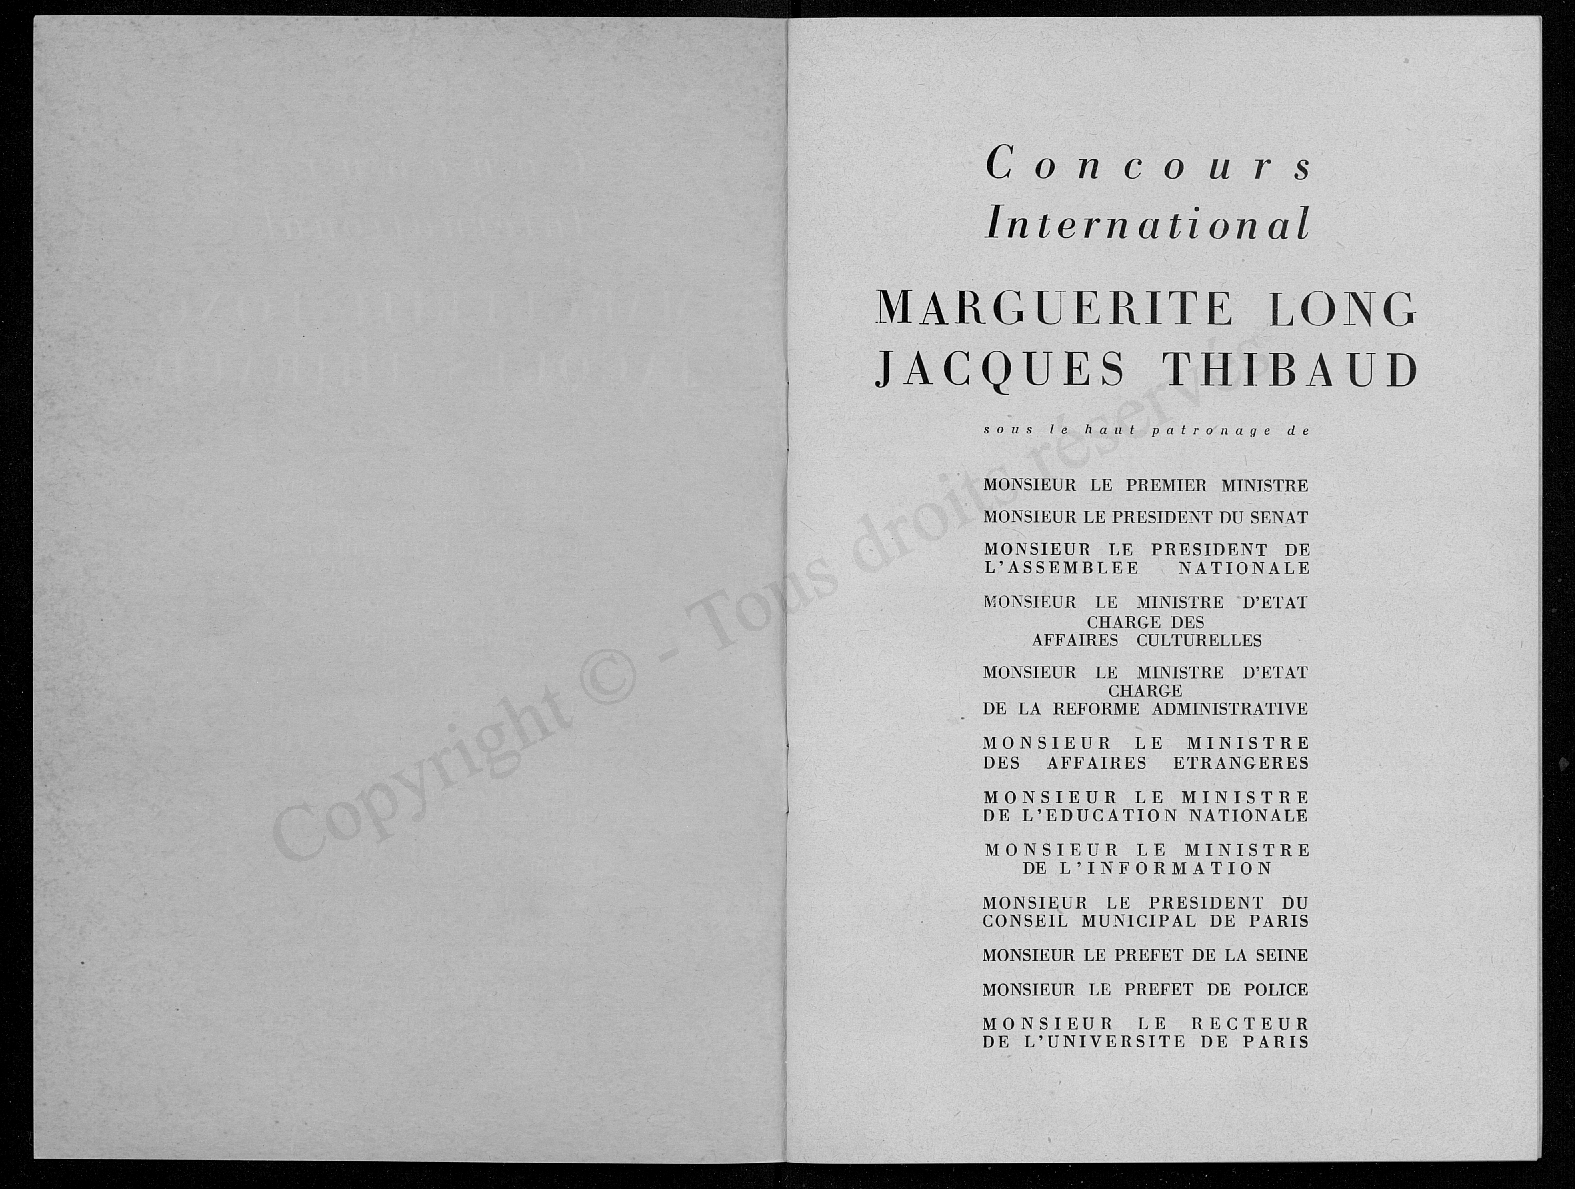 Concours
International
MARGUERITE LONG
JACQUES THIBAUD
sous le haut patronage de
MONSIEUR LE PREMIER MINISTRE
MONSIEUR LE PRESIDENT DU SENAT
MONSIEUR LE PRESIDENT DE
L'ASSEMBLEE NATIONALE
MONSIEUR LE MINISTRE D'ETAT
CHARGE DES
AFFAIRES CULTURELLES
MONSIEUR LE MINISTRE D'ETAT
CHARGE
DE LA REFORME ADMINISTRATIVE
MONSIEUR LE MINISTRE
DES AFFAIRES ETRANGERES
MONSIEUR LE MINISTRE
DE L'EDUCATION NATIONALE
MONSIEUR LE MINISTRE
DE L'INFORMATION
MONSIEUR LE PRESIDENT DU
CONSEIL MUNICIPAL DE PARIS
MONSIEUR LE PREFET DE LA SEINE
MONSIEUR LE PREFET DE POLICE
MONSIEUR LE RECTEUR
DE L'UNIVERSITE DE PARIS
Copyright © - Tous droits réservés